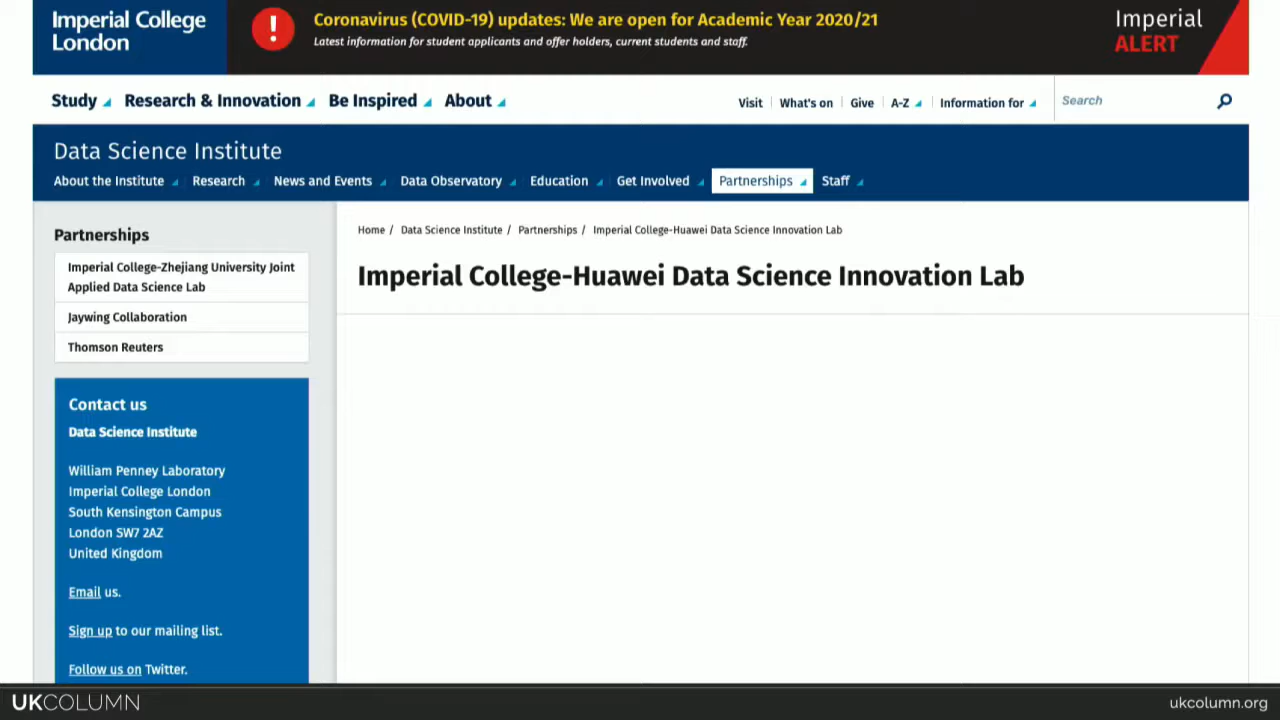 Imperial College
London
Coronavirus (COVID-19) updates: We are open for Academic Year 2020/21
Latest information for student applicants and offer holders, current students and staff.
Imperial
ALERT
Study Research & Innovation Be Inspired About
Visit What's on Give A-Z Information for Search
Data Science Institute
About the Institute Research News and Events Data Observatory Education Get Involved Partnerships Staff
Partnerships
Imperial College-Zhejiang University Joint
Applied Data Science Lab
Jaywing Collaboration
Thomson Reuters
Contact us
Data Science Institute
William Penney Laboratory
Imperial College London
South Kensington Campus
London SW7 2AZ
United Kingdom
Email us.
Sign up to our mailing list.
Follow us on Twitter.
Home / Data Science Institute / Partnerships / Imperial College-Huawei Data Science Innovation Lab
Imperial College-Huawei Data Science Innovation Lab
UKCOLUMN
ukcolumn.org